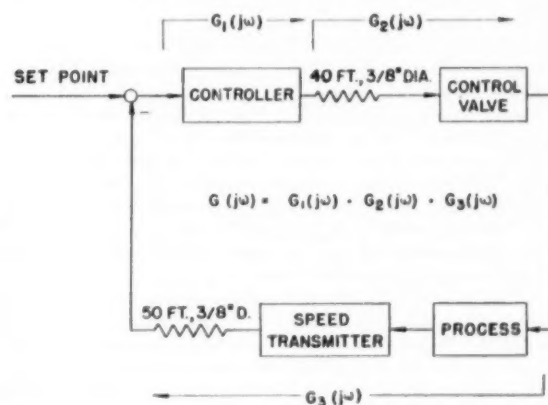 G₁(jω)
G₂(jω)
SET POINT
CONTROLLER
40 FT., 3/8" DIA.
CONTROL
VALVE
–
G (jω) = G₁(jω) · G₂(jω) · G₃(jω)
50 FT., 3/8" D.
SPEED
TRANSMITTER
PROCESS
G₃(jω)